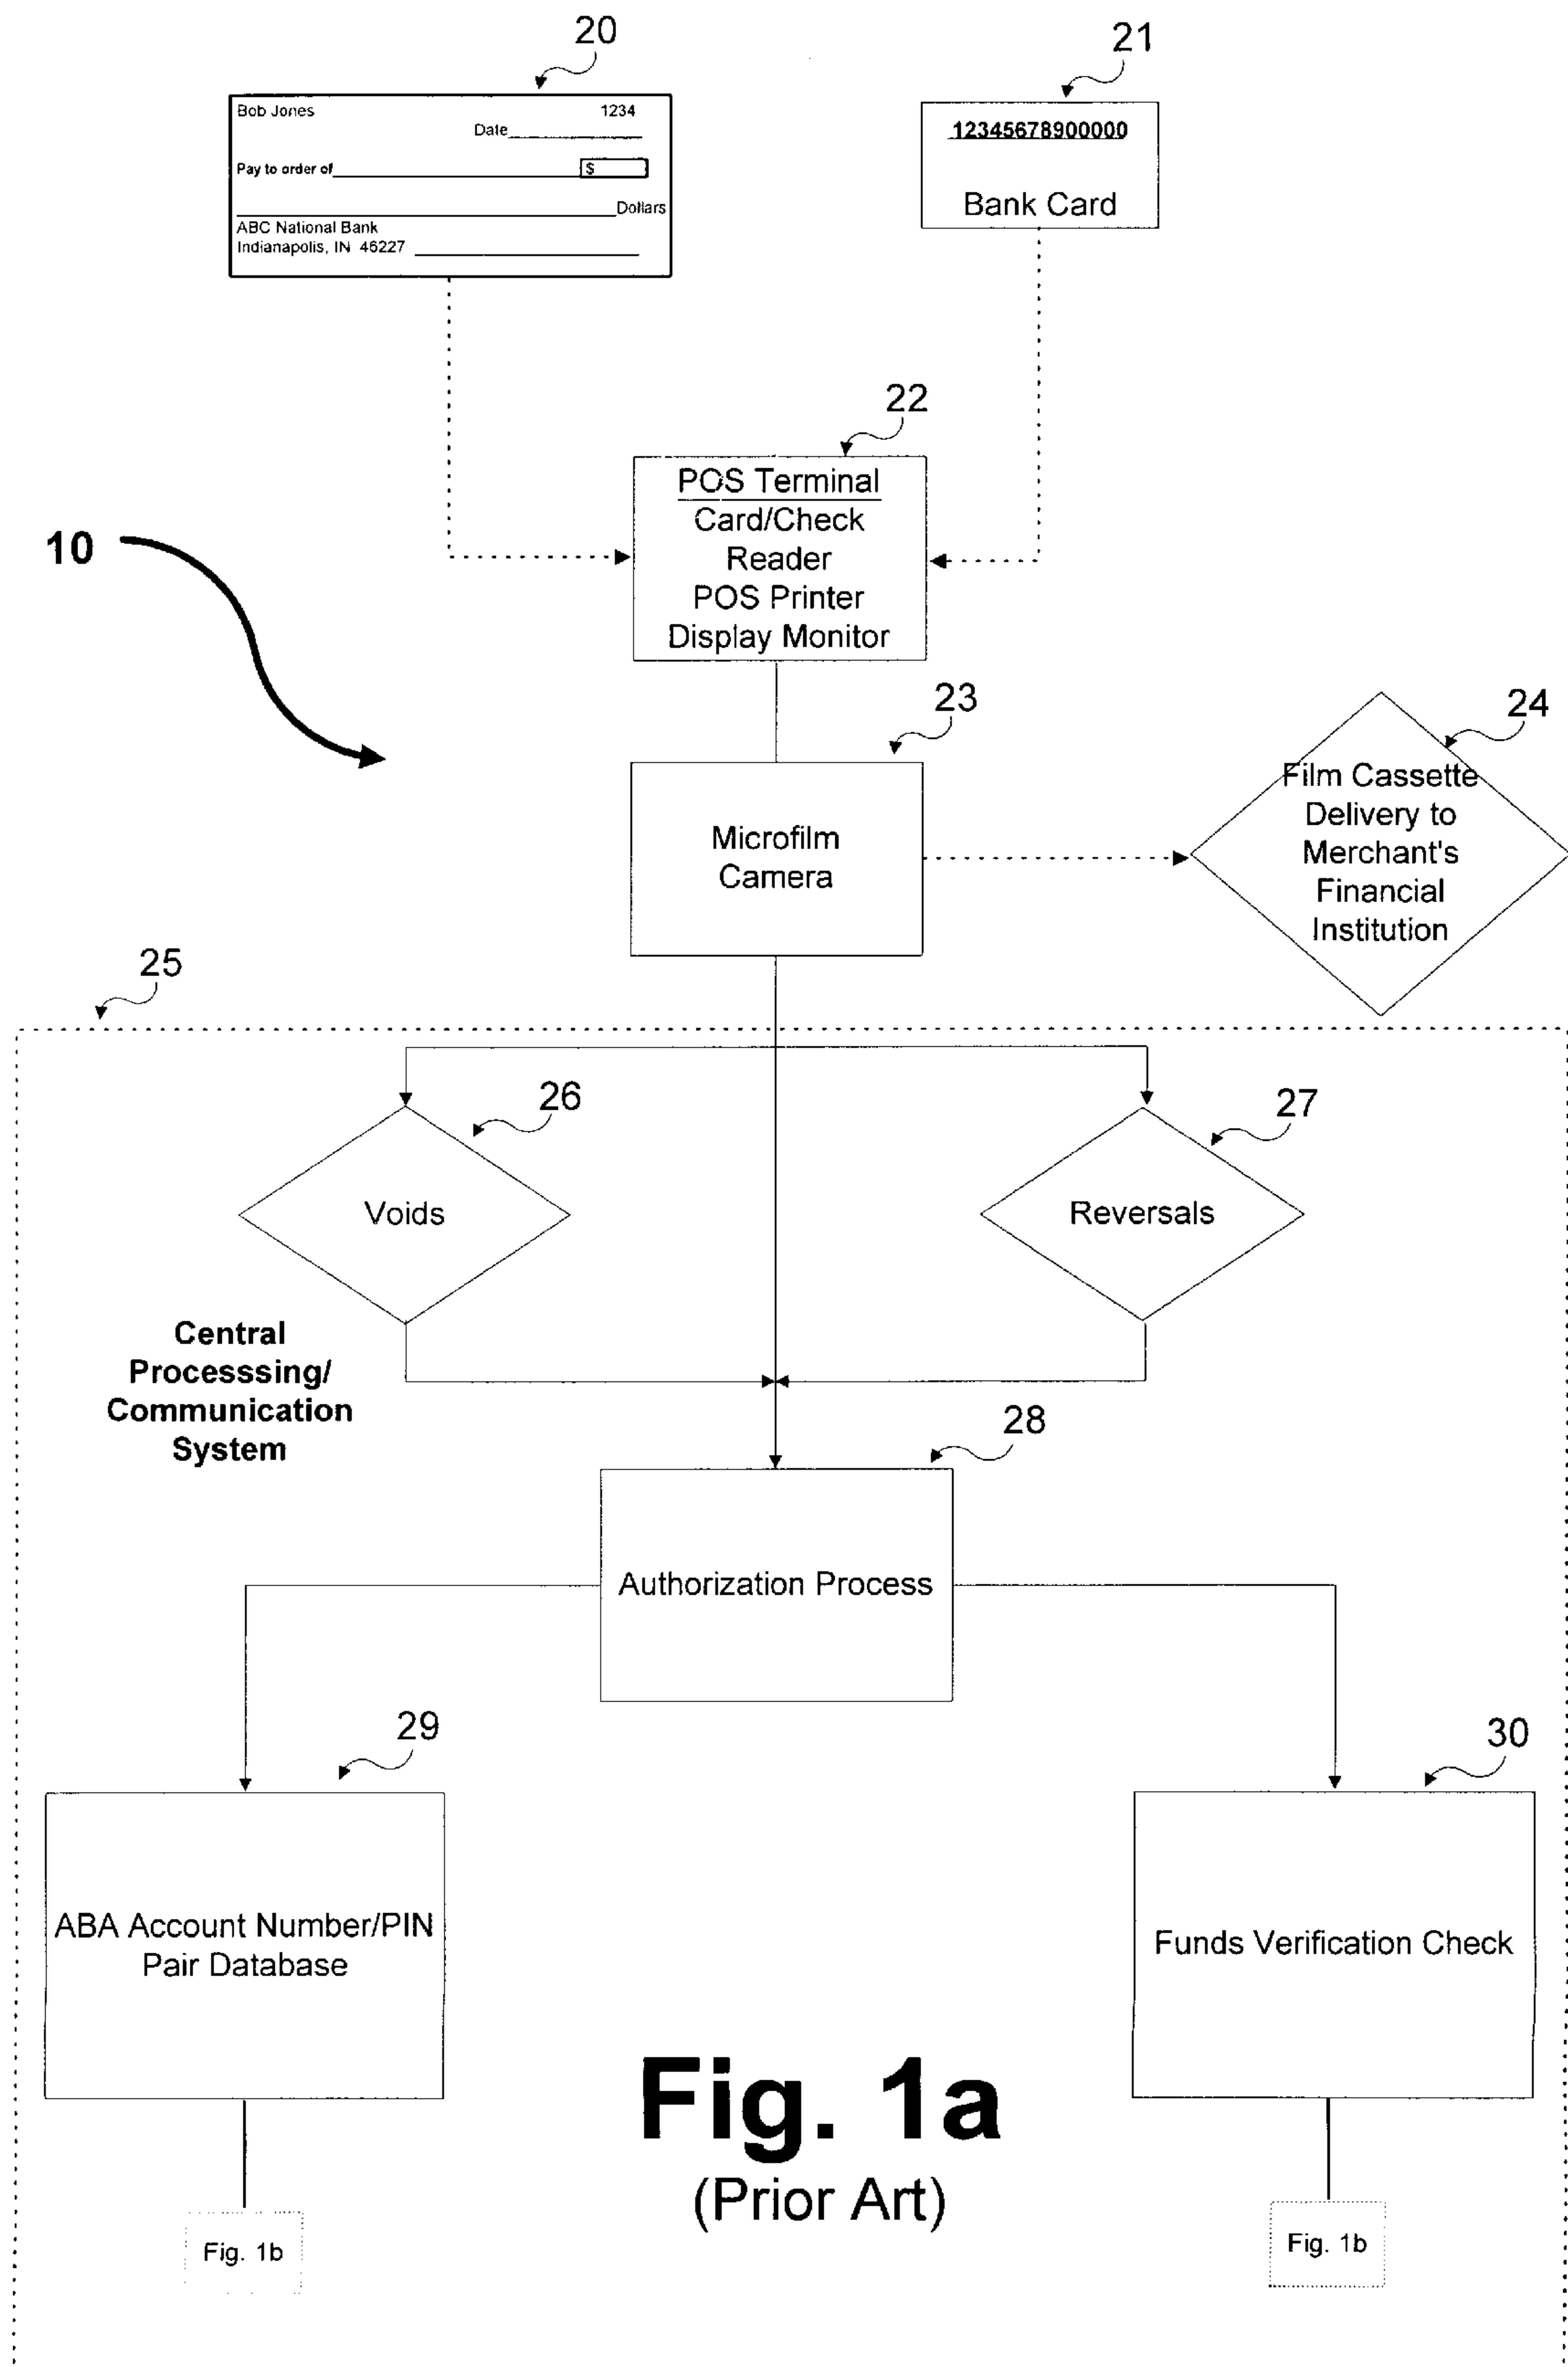 20
21
Bob Jones 1234
Date
Pay to order of $
Dollars
ABC National Bank
Indianapolis, IN 46227
12345678900000
Bank Card
22
POS Terminal
Card/Check
Reader
POS Printer
Display Monitor
10
23
Microfilm
Camera
24
Film Cassette
Delivery to
Merchant's
Financial
Institution
25
26
Voids
27
Reversals
Central
Processsing/
Communication
System
28
Authorization Process
29
ABA Account Number/PIN
Pair Database
30
Funds Verification Check
Fig. 1a
(Prior Art)
Fig. 1b
Fig. 1b